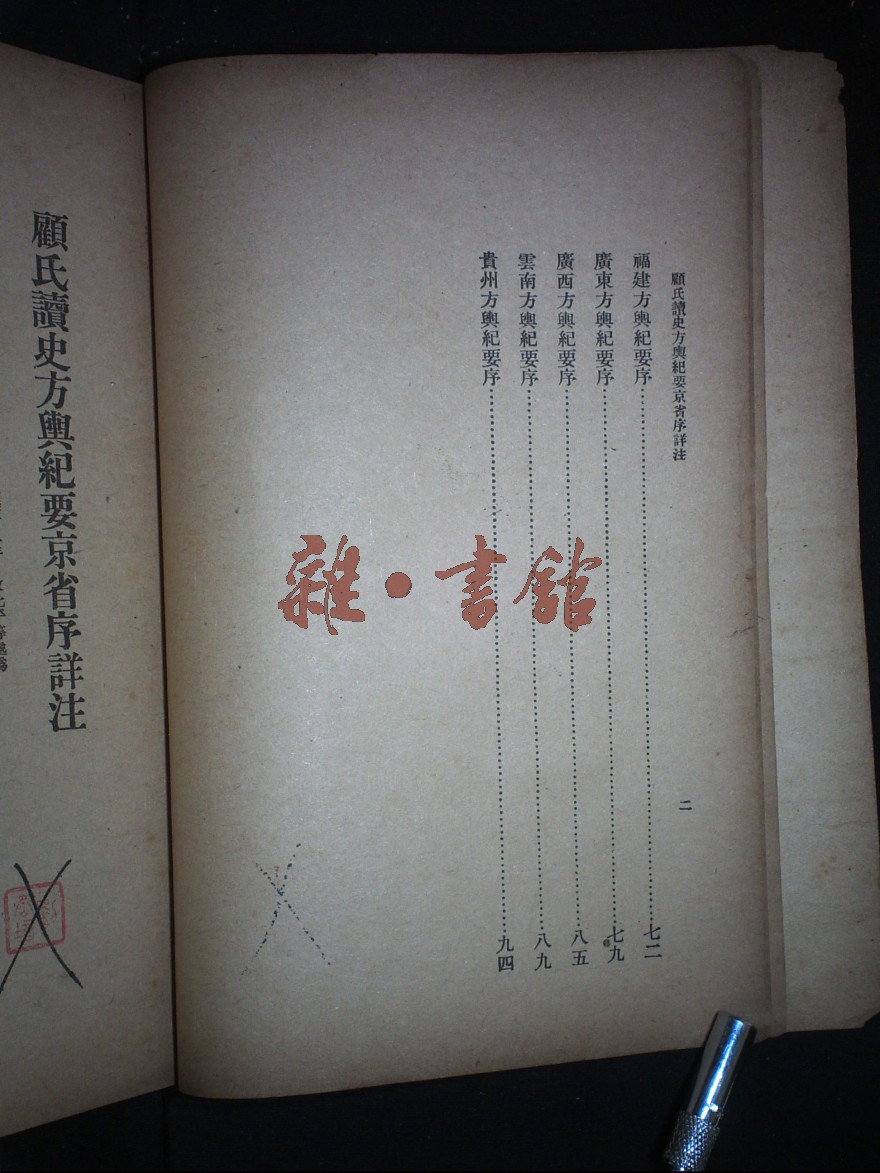 顧氏讀史方輿紀要京省序詳注
二
福建方輿紀要序……七二
廣東方輿紀要序……七九
廣西方輿紀要序……八五
雲南方輿紀要序……八九
貴州方輿紀要序……九四
顧氏讀史方輿紀要京省序詳注
雜·書館